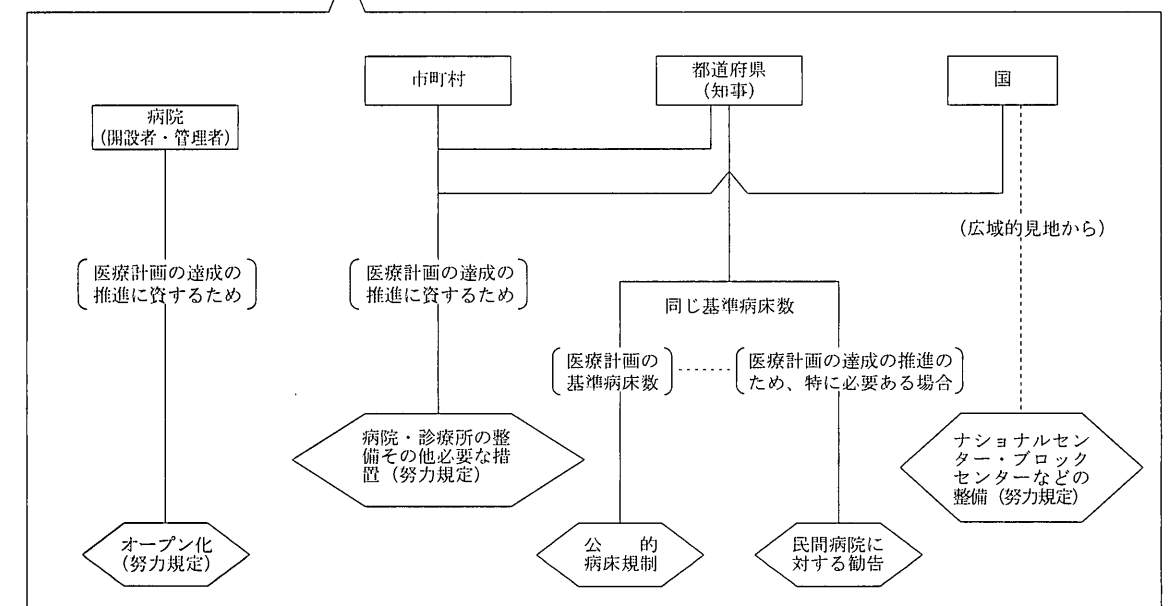 市町村
都道府県
(知事)
国
病院
(開設者・管理者)
(広域的見地から)
医療計画の達成の
推進に資するため
医療計画の達成の
推進に資するため
同じ基準病床数
医療計画の
基準病床数
医療計画の達成の推進の
ため、特に必要ある場合
病院・診療所の整
備その他必要な措
置(努力規定)
ナショナルセン
ター・ブロック
センターなどの
整備(努力規定)
オープン化
(努力規定)
公　的
病床規制
民間病院に
対する勧告